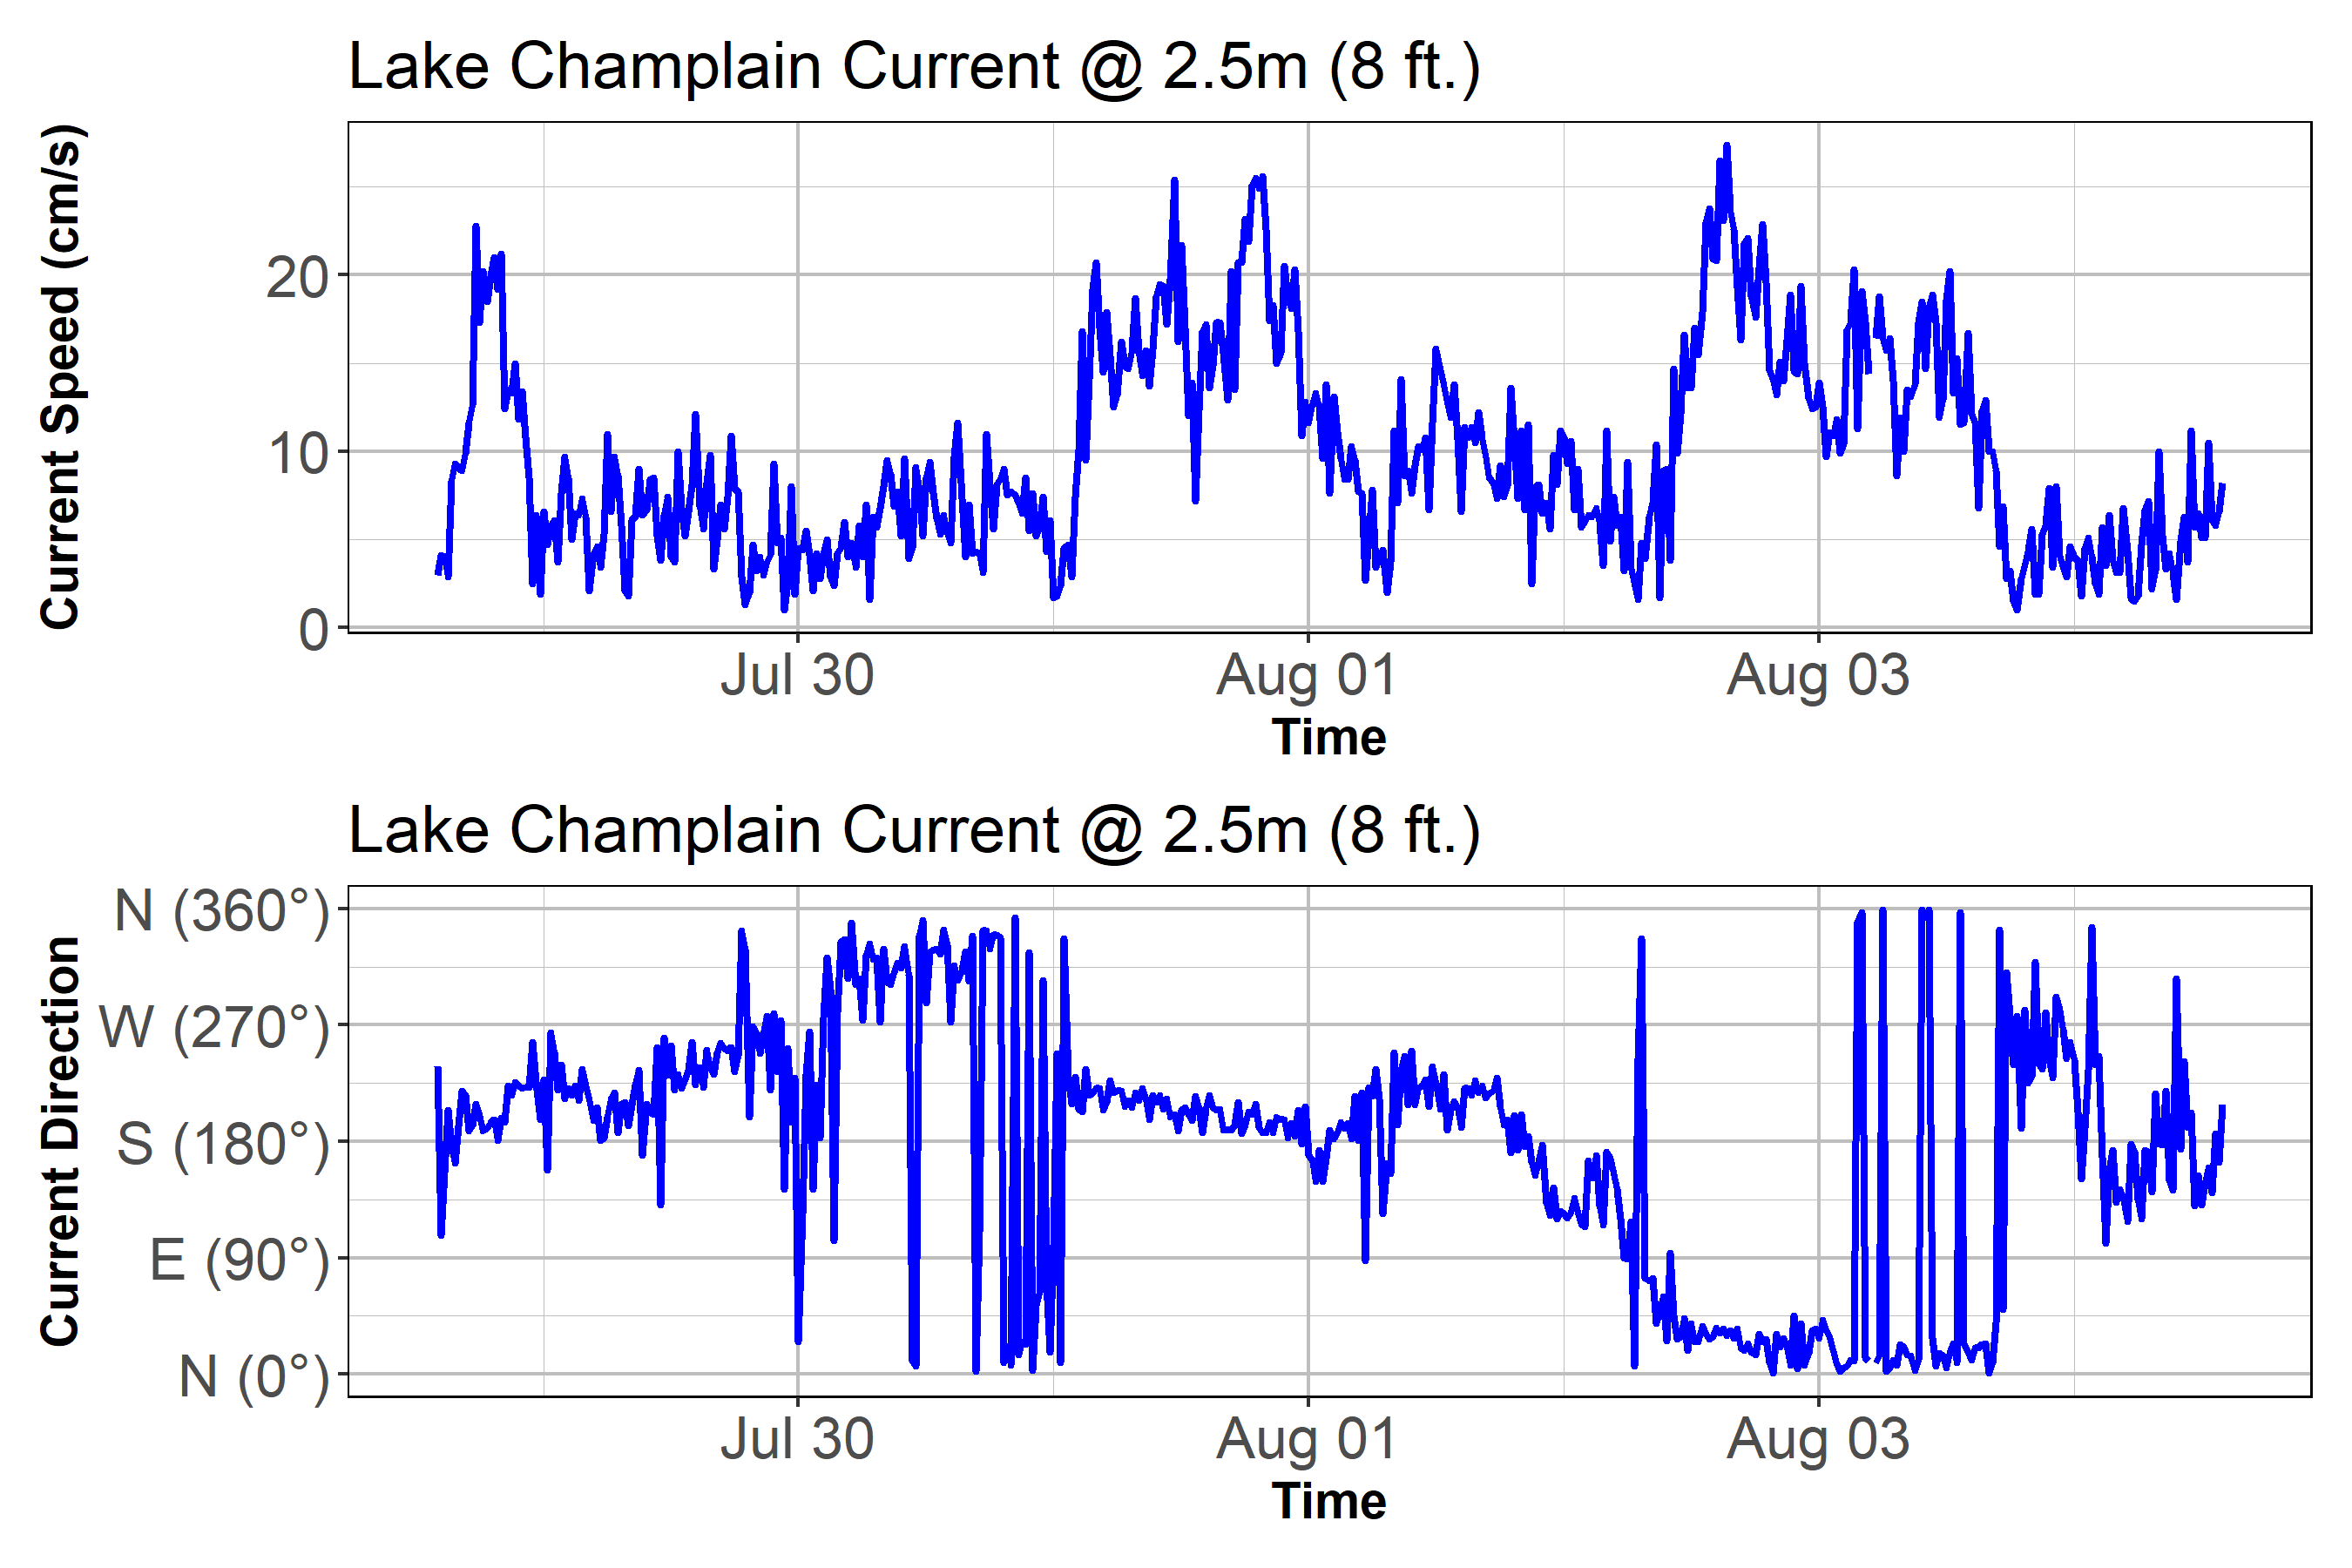 Lake Champlain Current @ 2.5m (8 ft.)
Current Speed (cm/s)
20
10
0
Jul 30 Aug 01 Aug 03
Time
Lake Champlain Current @ 2.5m (8 ft.)
Current Direction
N (360°)
W (270°)
S (180°)
E (90°)
N (0°)
Jul 30 Aug 01 Aug 03
Time